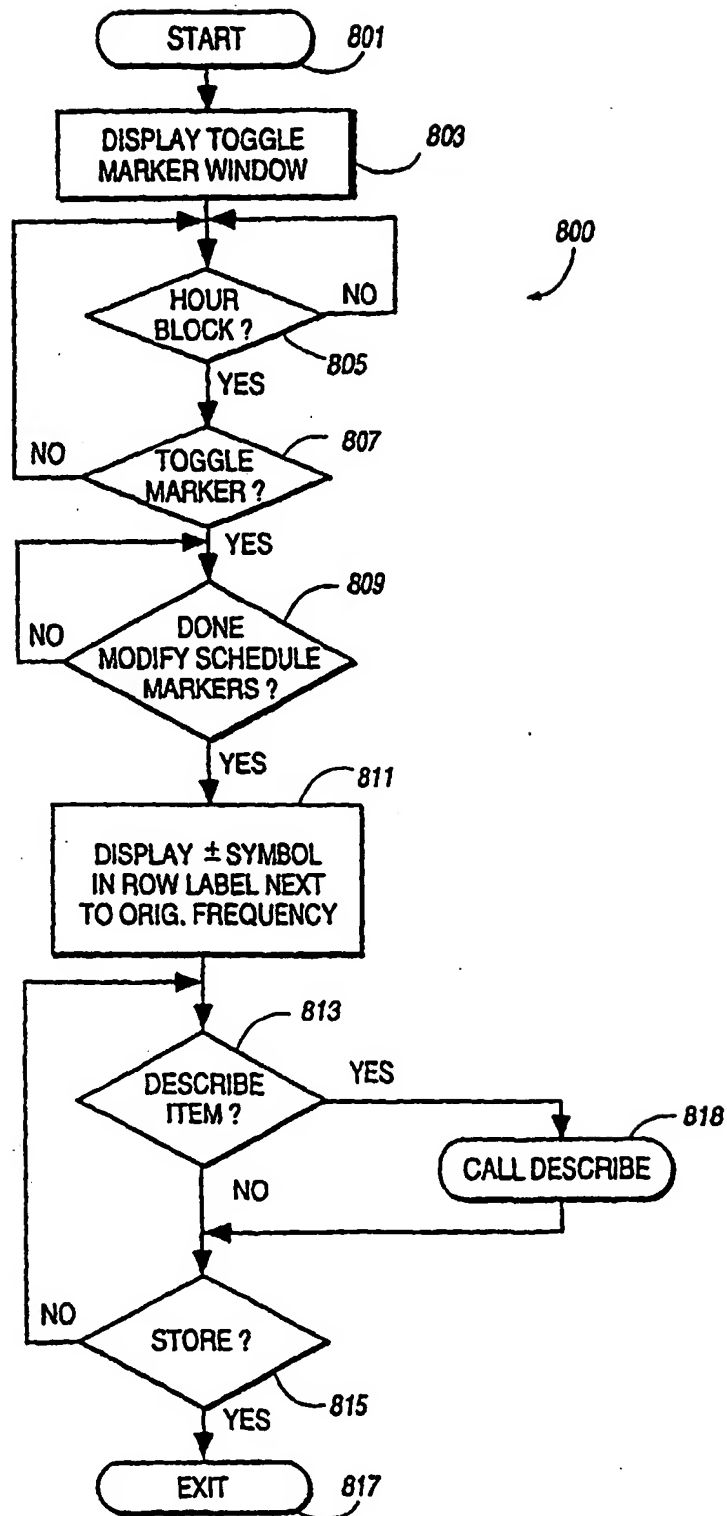 START
801
DISPLAY TOGGLE
MARKER WINDOW
803
800
HOUR
BLOCK ?
NO
805
YES
807
NO
TOGGLE
MARKER ?
YES
809
NO
DONE
MODIFY SCHEDULE
MARKERS ?
YES
811
DISPLAY ± SYMBOL
IN ROW LABEL NEXT
TO ORIG. FREQUENCY
813
DESCRIBE
ITEM ?
YES
818
CALL DESCRIBE
NO
NO
STORE ?
815
YES
EXIT
817